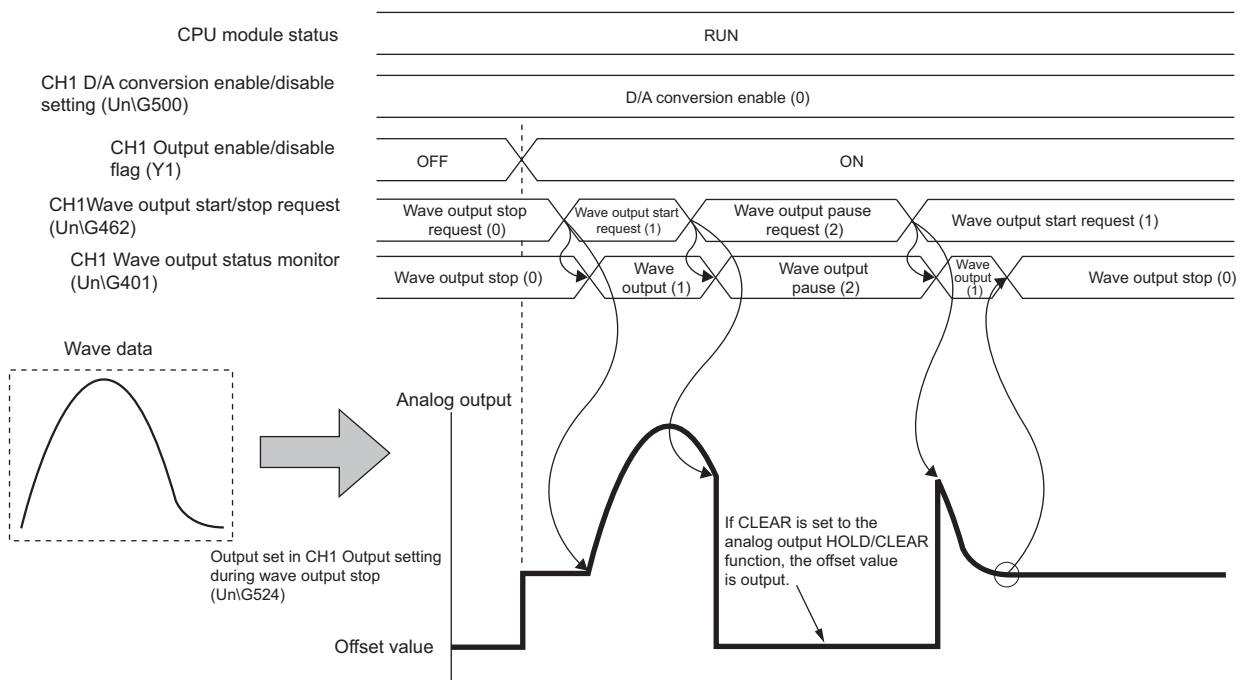 CPU module status
RUN
CH1 D/A conversion enable/disable
setting (Un\G500)
D/A conversion enable (0)
CH1 Output enable/disable
flag (Y1)
OFF
ON
CH1Wave output start/stop request
(Un\G462)
Wave output stop
request (0)
Wave output start
request (1)
Wave output pause
request (2)
Wave output start request (1)
CH1 Wave output status monitor
(Un\G401)
Wave output stop (0)
Wave
output (1)
Wave output
pause (2)
Wave
output
(1)
Wave output stop (0)
Wave data
Analog output
If CLEAR is set to the
analog output HOLD/CLEAR
function, the offset value
is output.
Output set in CH1 Output setting
during wave output stop
(Un\G524)
Offset value